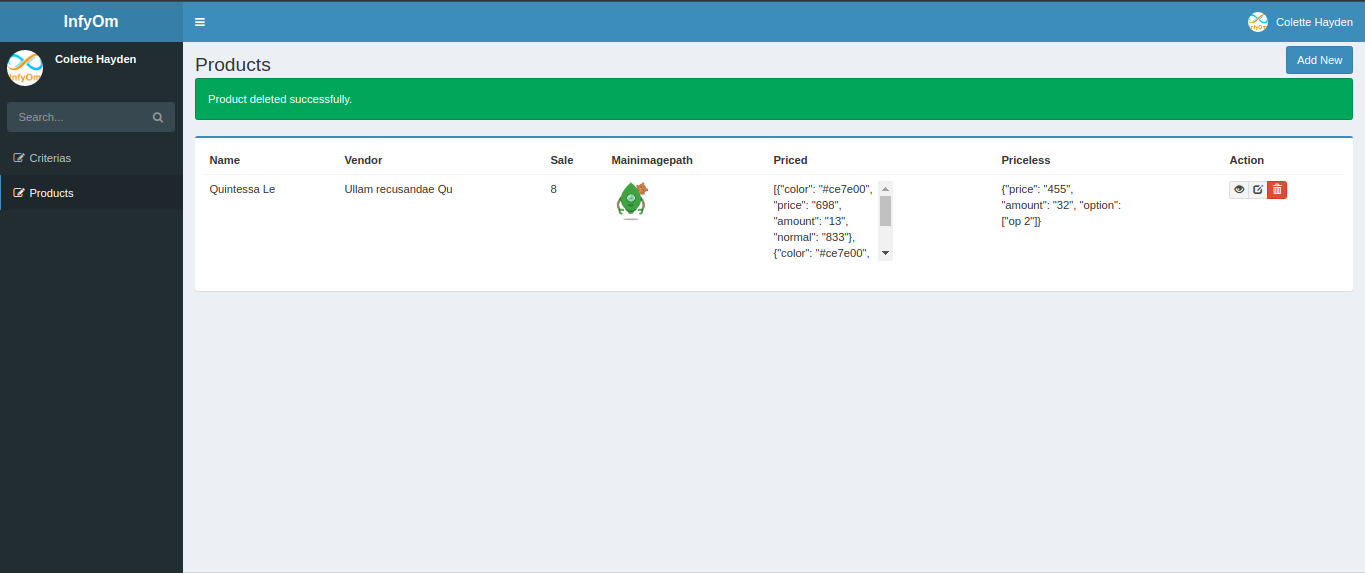 InfyOm
Colette Hayden
InfyOm
Colette Hayden
InfyOm
Search...
Criterias
Products
Products
Add New
Product deleted successfully.
Name Vendor Sale Mainimagepath Priced Priceless Action
Quintessa Le Ullam recusandae Qu 8
[{"color": "#ce7e00",
"price": "698",
"amount": "13",
"normal": "833"},
{"color": "#ce7e00",
{"price": "455",
"amount": "32", "option":
["op 2"]}